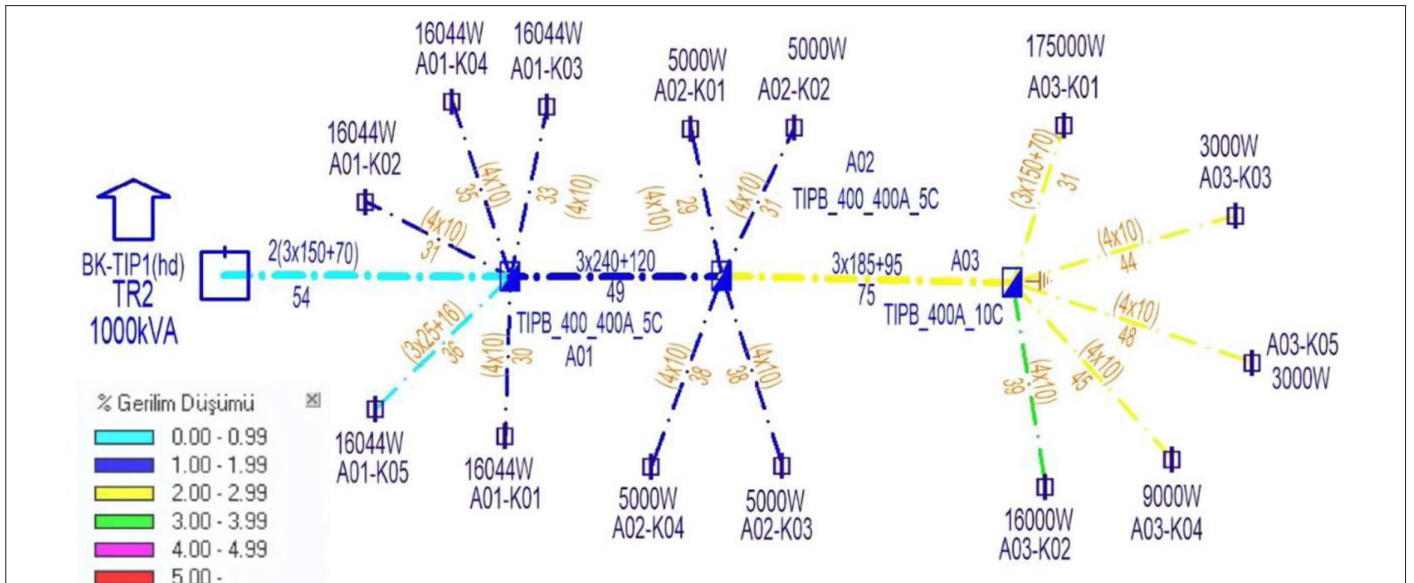 16044W
A01-K04
16044W
A01-K03
5000W
A02-K01
5000W
A02-K02
175000W
A03-K01
16044W
A01-K02
3000W
A03-K03
(4x10)
35
33
(4x10)
(4x10)
29
(4x10)
31
(3x150+70)
31
A02
TIPB_400_400A_5C
(4x10)
31
(4x10)
44
BK-TIP1(hd)
TR2
1000kVA
2(3x150+70)
54
3x240+120
49
3x185+95
75
A03
TIPB_400A_10C
TIPB_400_400A_5C
A01
(3x25+16)
36
(4x10)
30
(4x10)
38
(4x10)
38
(4x10)
39
(4x10)
45
(4x10)
48
A03-K05
3000W
16044W
A01-K05
16044W
A01-K01
5000W
A02-K04
5000W
A02-K03
16000W
A03-K02
9000W
A03-K04
% Gerilim Düşümü
0.00 - 0.99
1.00 - 1.99
2.00 - 2.99
3.00 - 3.99
4.00 - 4.99
5.00 -